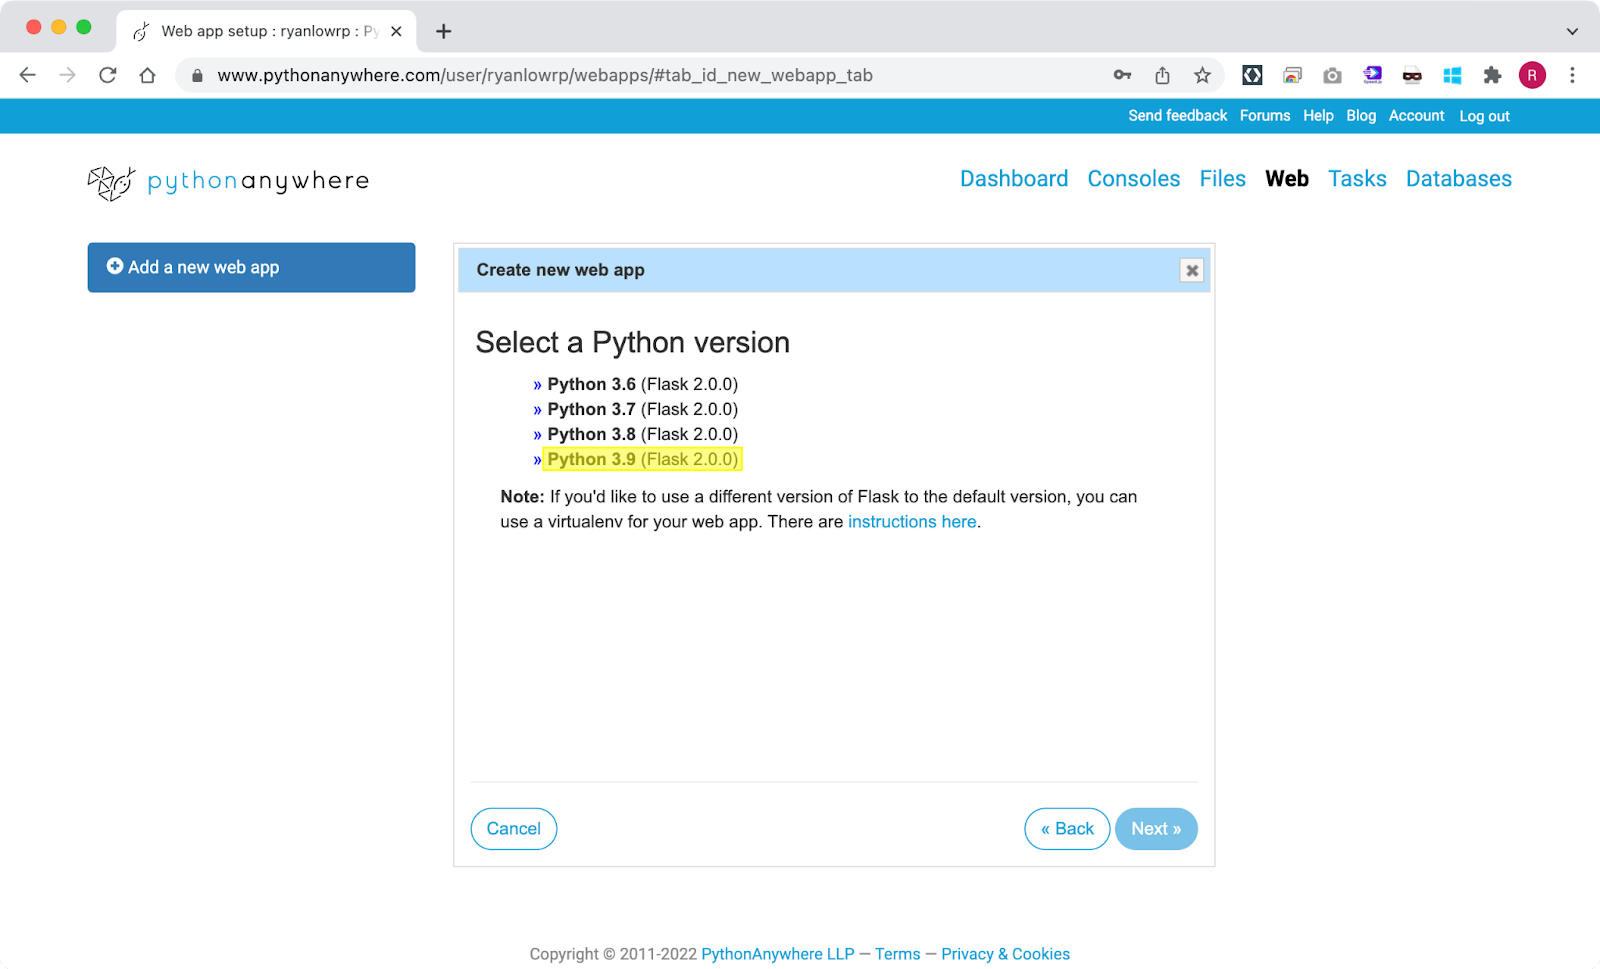 Web app setup : ryanlowrp : Py
www.pythonanywhere.com/user/ryanlowrp/webapps/#tab_id_new_webapp_tab
R
Send feedback Forums Help Blog Account Log out
pythonanywhere
Dashboard Consoles Files Web Tasks Databases
Add a new web app
Create new web app
Select a Python version
» Python 3.6 (Flask 2.0.0)
» Python 3.7 (Flask 2.0.0)
» Python 3.8 (Flask 2.0.0)
» Python 3.9 (Flask 2.0.0)
Note: If you'd like to use a different version of Flask to the default version, you can
use a virtualenv for your web app. There are instructions here.
Cancel
« Back
Next »
Copyright © 2011-2022 PythonAnywhere LLP — Terms — Privacy & Cookies